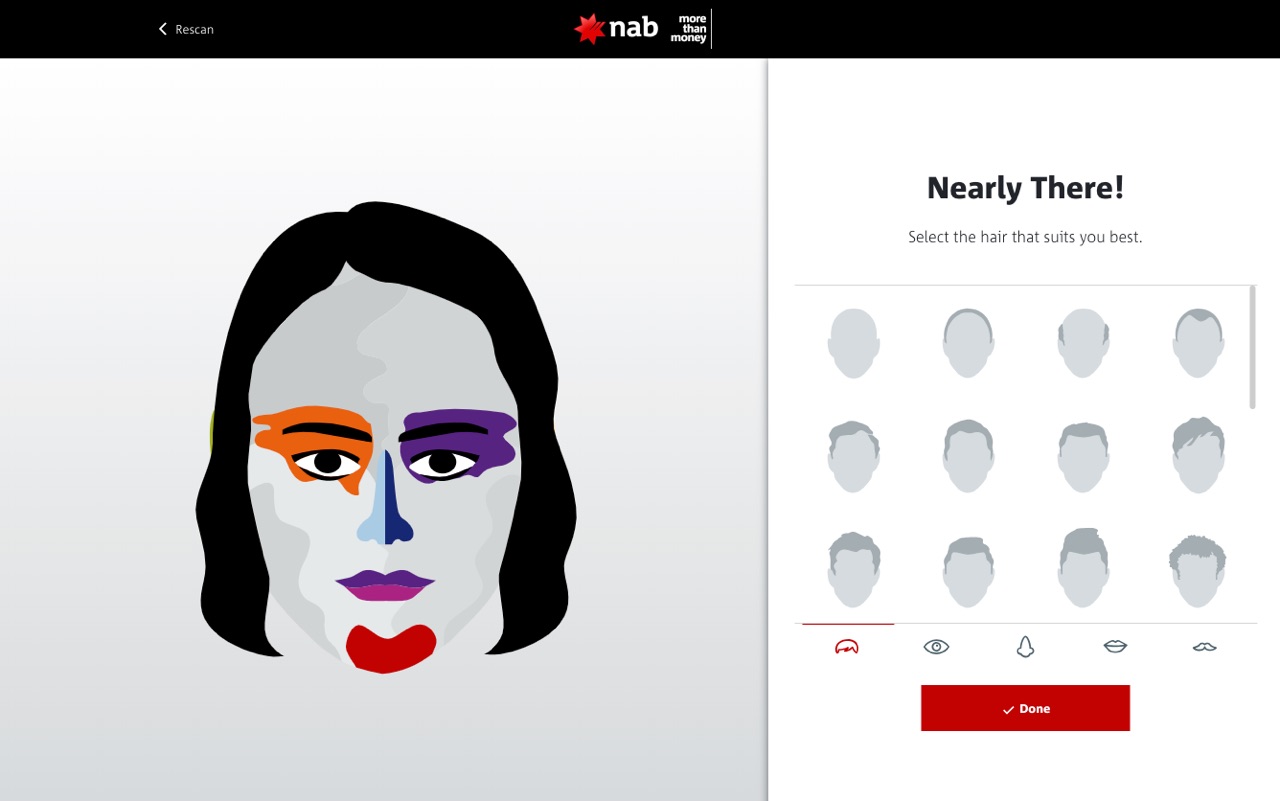 Rescan
nab
more
than
money
Nearly There!
Select the hair that suits you best.
Done